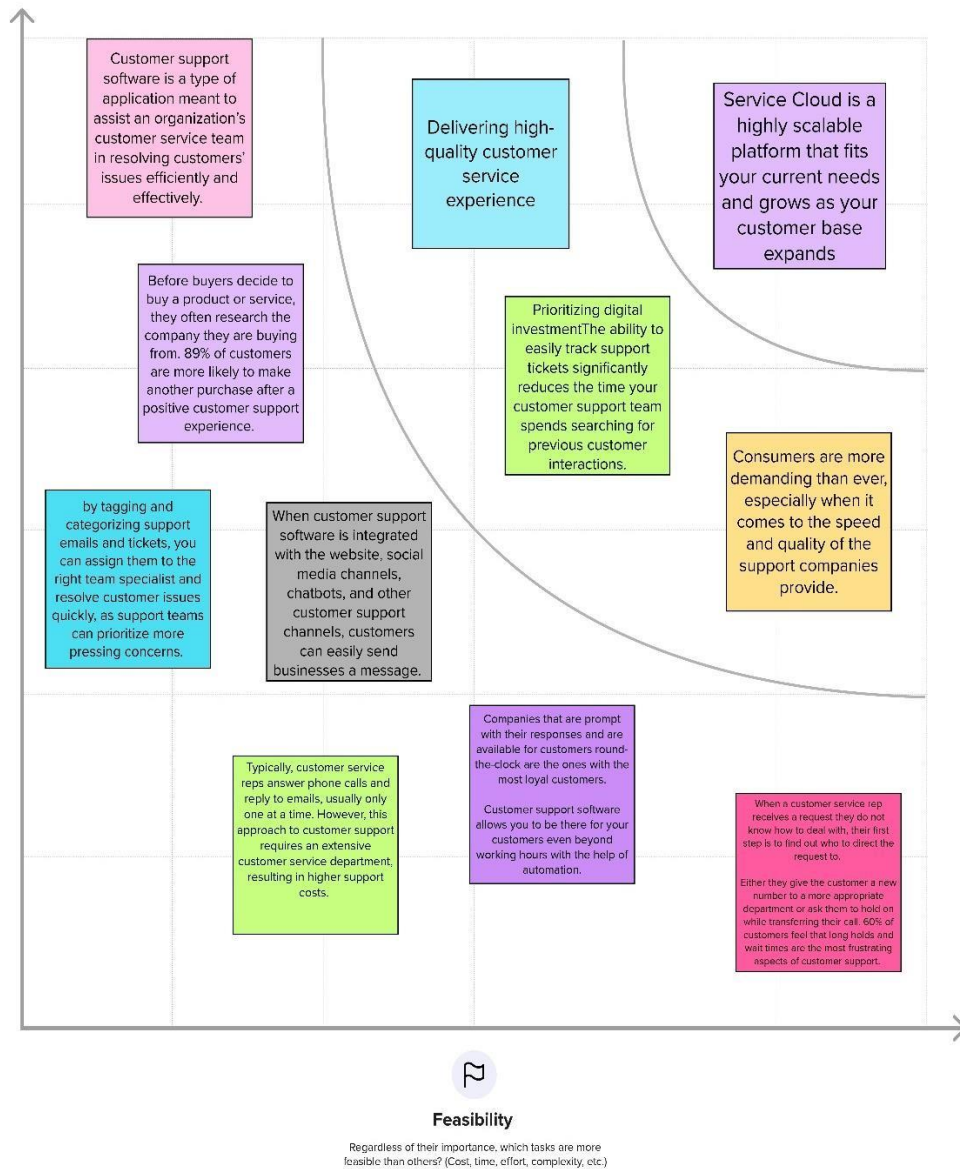 Customer support
software is a type of
application meant to
assist an organization's
customer service team
in resolving customers'
issues efficiently and
effectively.
Delivering high-
quality customer
service
experience
Service Cloud is a
highly scalable
platform that fits
your current needs
and grows as your
customer base
expands
Before buyers decide to
buy a product or service,
they often research the
company they are buying
from. 89% of customers
are more likely to make
another purchase after a
positive customer support
experience.
Prioritizing digital
investmentThe ability to
easily track support
tickets significantly
reduces the time your
customer support team
spends searching for
previous customer
interactions.
Consumers are more
demanding than ever,
especially when it
comes to the speed
and quality of the
support companies
provide.
by tagging and
categorizing support
emails and tickets, you
can assign them to the
right team specialist and
resolve customer issues
quickly, as support teams
can prioritize more
pressing concerns.
When customer support
software is integrated
with the website, social
media channels,
chatbots, and other
customer support
channels, customers
can easily send
businesses a message.
Typically, customer service
reps answer phone calls and
reply to emails, usually only
one at a time. However, this
approach to customer support
requires an extensive
customer service department,
resulting in higher support
costs.
Companies that are prompt
with their responses and are
available for customers round-
the-clock are the ones with the
most loyal customers.
Customer support software
allows you to be there for your
customers even beyond
working hours with the help of
automation.
When a customer service rep
receives a request they do not
know how to deal with, their first
step is to find out who to direct the
request to.
Either they give the customer a new
number to a more appropriate
department or ask them to hold on
while transferring their call. 60% of
customers feel that long holds and
wait times are the most frustrating
aspects of customer support.
Feasibility
Regardless of their importance, which tasks are more
feasible than others? (Cost, time, effort, complexity, etc.)